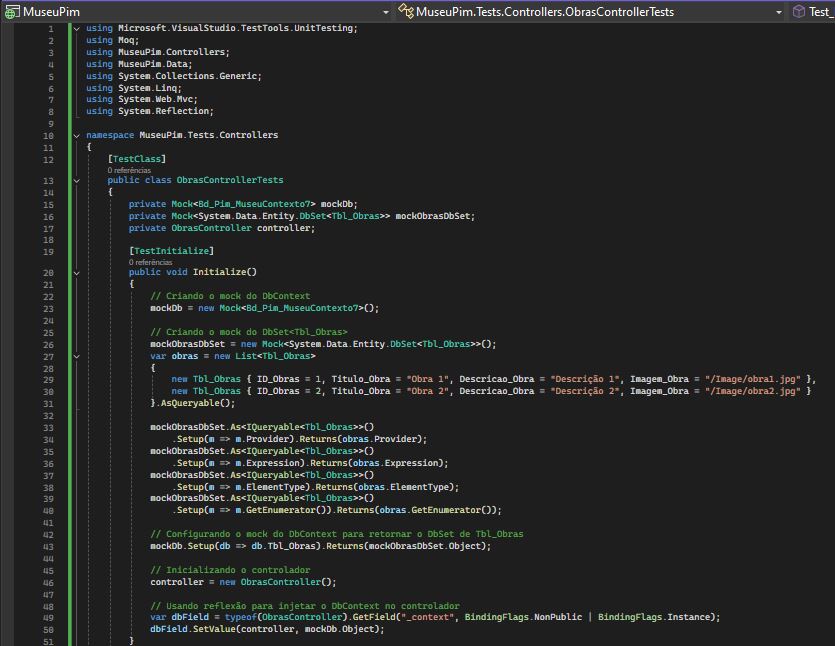 MuseuPim MuseuPim.Tests.Controllers.ObrasControllerTests Test_
1 using Microsoft.VisualStudio.TestTools.UnitTesting;
2 using Moq;
3 using MuseuPim.Controllers;
4 using MuseuPim.Data;
5 using System.Collections.Generic;
6 using System.Linq;
7 using System.Web.Mvc;
8 using System.Reflection;
9
10 namespace MuseuPim.Tests.Controllers
11 {
12 [TestClass]
0 referências
13 public class ObrasControllerTests
14 {
15 private Mock<Bd_Pim_MuseuContexto7> mockDb;
16 private Mock<System.Data.Entity.DbSet<Tbl_Obras>> mockObrasDbSet;
17 private ObrasController controller;
18
19 [TestInitialize]
0 referências
20 public void Initialize()
21 {
22 // Criando o mock do DbContext
23 mockDb = new Mock<Bd_Pim_MuseuContexto7>();
24
25 // Criando o mock do DbSet<Tbl_Obras>
26 mockObrasDbSet = new Mock<System.Data.Entity.DbSet<Tbl_Obras>>();
27 var obras = new List<Tbl_Obras>
28 {
29 new Tbl_Obras { ID_Obras = 1, Titulo_Obra = "Obra 1", Descricao_Obra = "Descrição 1", Imagem_Obra = "/Image/obra1.jpg" },
30 new Tbl_Obras { ID_Obras = 2, Titulo_Obra = "Obra 2", Descricao_Obra = "Descrição 2", Imagem_Obra = "/Image/obra2.jpg" }
31 }.AsQueryable();
32
33 mockObrasDbSet.As<IQueryable<Tbl_Obras>>()
34 .Setup(m => m.Provider).Returns(obras.Provider);
35 mockObrasDbSet.As<IQueryable<Tbl_Obras>>()
36 .Setup(m => m.Expression).Returns(obras.Expression);
37 mockObrasDbSet.As<IQueryable<Tbl_Obras>>()
38 .Setup(m => m.ElementType).Returns(obras.ElementType);
39 mockObrasDbSet.As<IQueryable<Tbl_Obras>>()
40 .Setup(m => m.GetEnumerator()).Returns(obras.GetEnumerator());
41
42 // Configurando o mock do DbContext para retornar o DbSet de Tbl_Obras
43 mockDb.Setup(db => db.Tbl_Obras).Returns(mockObrasDbSet.Object);
44
45 // Inicializando o controlador
46 controller = new ObrasController();
47
48 // Usando reflexão para injetar o DbContext no controlador
49 var dbField = typeof(ObrasController).GetField("_context", BindingFlags.NonPublic | BindingFlags.Instance);
50 dbField.SetValue(controller, mockDb.Object);
51 }